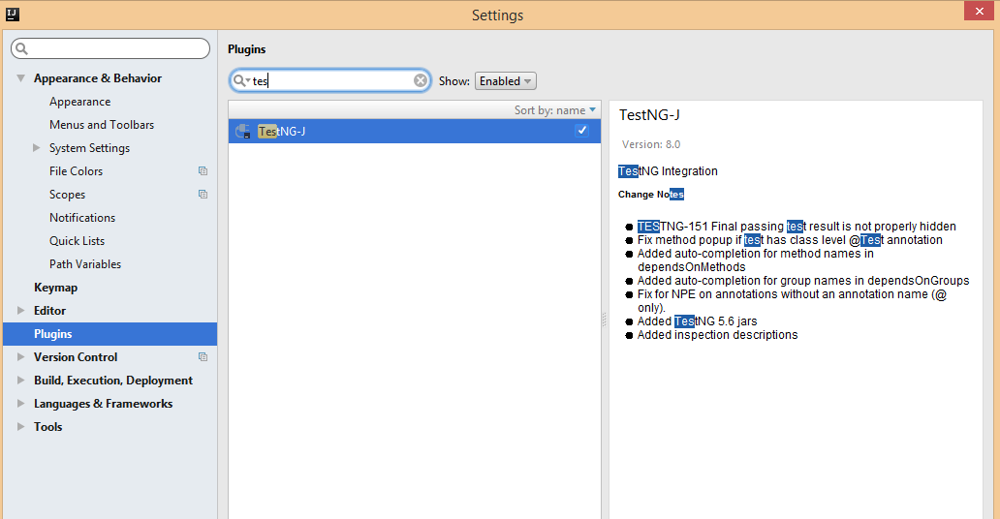 IJ
Settings
Appearance & Behavior
Appearance
Menus and Toolbars
System Settings
File Colors
Scopes
Notifications
Quick Lists
Path Variables
Keymap
Editor
Plugins
Version Control
Build, Execution, Deployment
Languages & Frameworks
Tools
Plugins
tes
Show: Enabled
Sort by: name
TestNG-J
TestNG-J
Version: 8.0
TestNG Integration
Change Notes
TESTNG-151 Final passing test result is not properly hidden
Fix method popup if test has class level @Test annotation
Added auto-completion for method names in
dependsOnMethods
Added auto-completion for group names in dependsOnGroups
Fix for NPE on annotations without an annotation name (@
only).
Added TestNG 5.6 jars
Added inspection descriptions